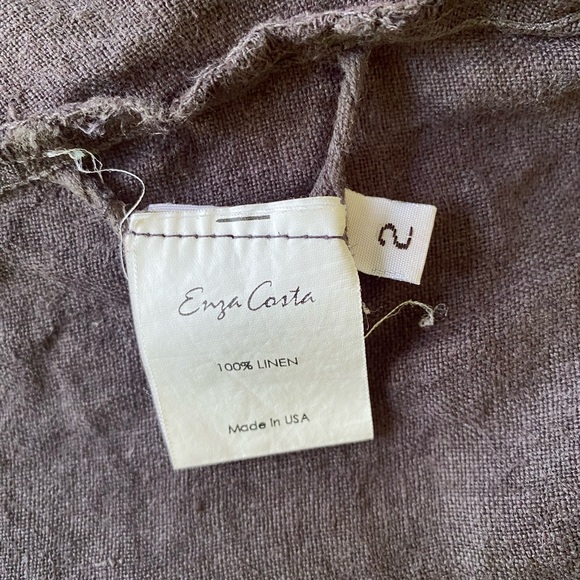 Enza Costa
100% LINEN
Made in USA
2